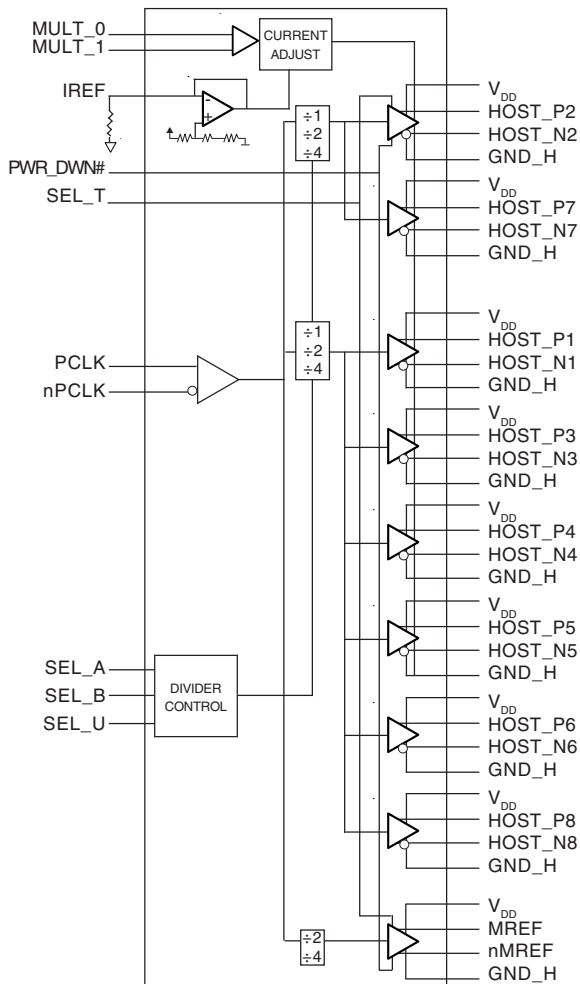 MULT_0
MULT_1
CURRENT
ADJUST
IREF
-
+
PWR_DWN#
SEL_T
÷1
÷2
÷4
VDD
HOST_P2
HOST_N2
GND_H
VDD
HOST_P7
HOST_N7
GND_H
PCLK
nPCLK
÷1
÷2
÷4
VDD
HOST_P1
HOST_N1
GND_H
VDD
HOST_P3
HOST_N3
GND_H
VDD
HOST_P4
HOST_N4
GND_H
VDD
HOST_P5
HOST_N5
GND_H
SEL_A
SEL_B
SEL_U
DIVIDER
CONTROL
VDD
HOST_P6
HOST_N6
GND_H
VDD
HOST_P8
HOST_N8
GND_H
÷2
÷4
VDD
MREF
nMREF
GND_H